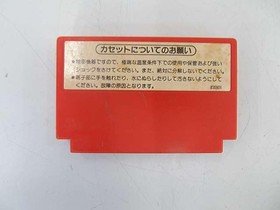 カセットについてのお願い
●精密機器ですので、極端な温度条件下での使用や保管および強い
ショックをさけてください。また、絶対に分解しないでください。
●端子部に手を触れたり、水にぬらしたりして汚さないようにして
ください。故障の原因となります。